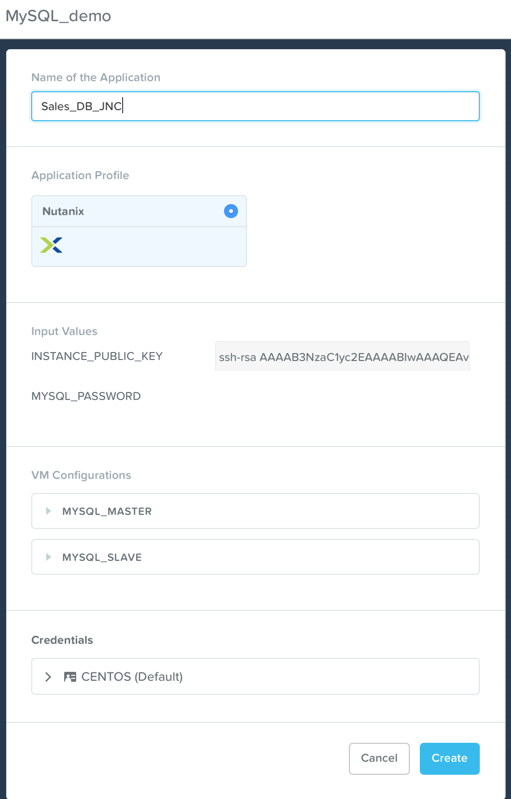 MySQL_demo
Name of the Application
Sales_DB_JNC
Application Profile
Nutanix
Input Values
INSTANCE_PUBLIC_KEY
ssh-rsa AAAAB3NzaC1yc2EAAAABIwAAAQEAv
MYSQL_PASSWORD
VM Configurations
MYSQL_MASTER
MYSQL_SLAVE
Credentials
CENTOS (Default)
Cancel
Create